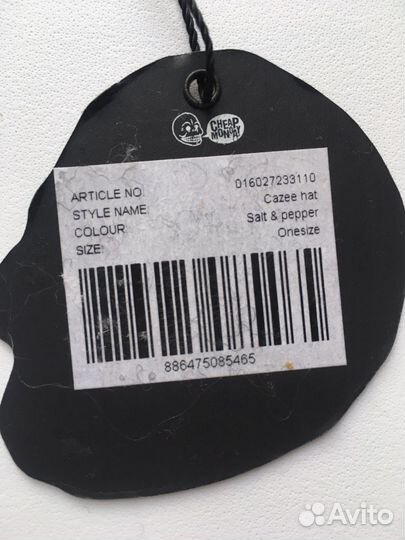 CHEAP
MONDAY
ARTICLE NO. 016027233110
STYLE NAME Cazee hat
COLOUR: Salt & pepper
SIZE: Onesize
886475085465
Avito